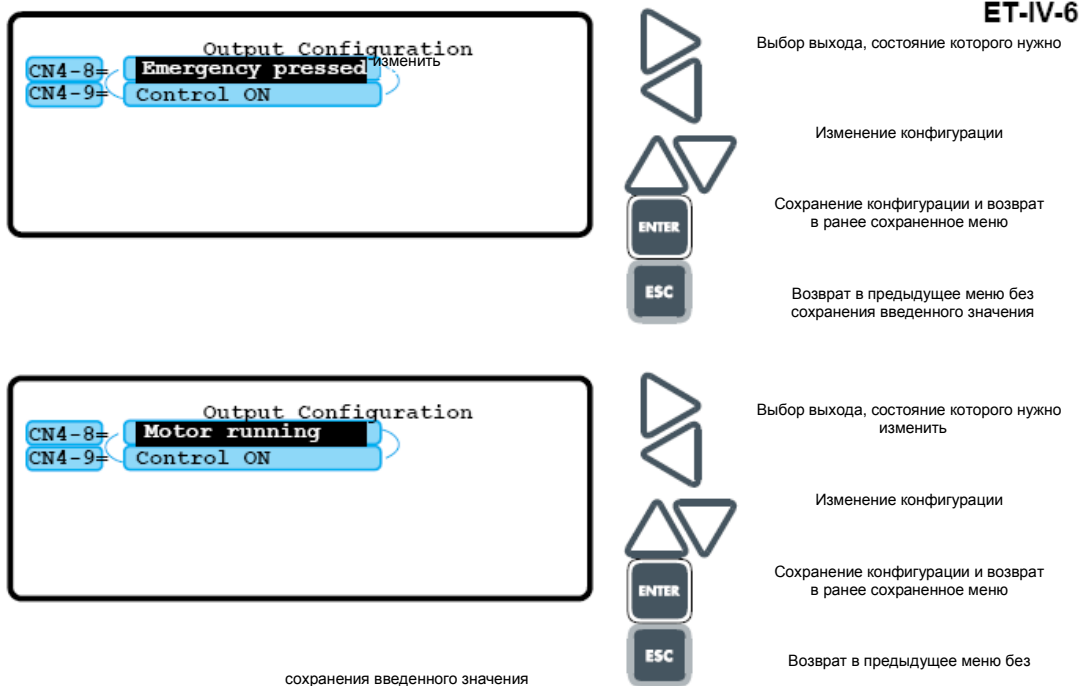 ET-IV-6
Output Configuration
CN4-8= Emergency pressed
CN4-9= Control ON
Выбор выхода, состояние которого нужно
изменить
Изменение конфигурации
ENTER
Сохранение конфигурации и возврат
в ранее сохраненное меню
ESC
Возврат в предыдущее меню без
сохранения введенного значения
Output Configuration
CN4-8= Motor running
CN4-9= Control ON
Выбор выхода, состояние которого нужно
изменить
Изменение конфигурации
ENTER
Сохранение конфигурации и возврат
в ранее сохраненное меню
ESC
Возврат в предыдущее меню без
сохранения введенного значения